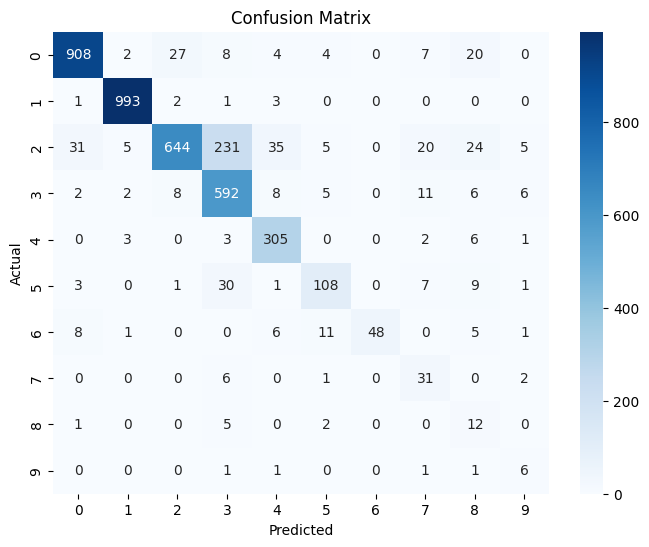 Confusion Matrix
0 908 2 27 8 4 4 0 7 20 0
1 1 993 2 1 3 0 0 0 0 0
2 31 5 644 231 35 5 0 20 24 5
3 2 2 8 592 8 5 0 11 6 6
4 0 3 0 3 305 0 0 2 6 1
5 3 0 1 30 1 108 0 7 9 1
6 8 1 0 0 6 11 48 0 5 1
7 0 0 0 6 0 1 0 31 0 2
8 1 0 0 5 0 2 0 0 12 0
9 0 0 0 1 1 0 0 1 1 6
0 1 2 3 4 5 6 7 8 9
Actual
Predicted
800
600
400
200
0